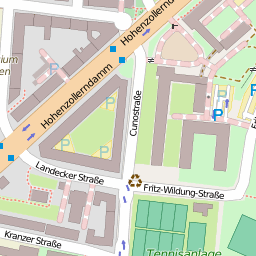 Hohenzollerndamm
Hohenzollerndamm
Cunostraße
P
P
P
P
P
P
Landecker Straße
Fritz-Wildung-Straße
Kranzer Straße
Tennisanlage